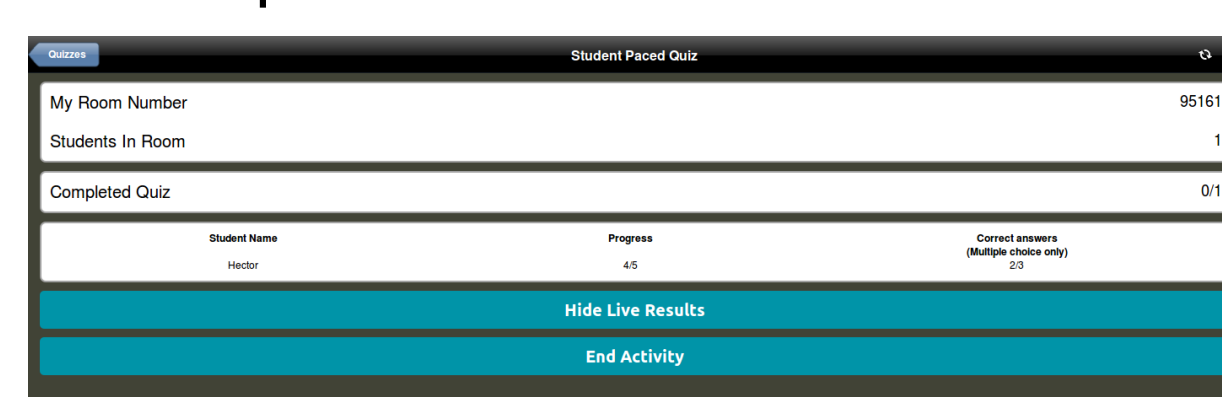 Quizzes Student Paced Quiz
My Room Number 95161
Students In Room 1
Completed Quiz 0/1
Student Name Progress Correct answers
(Multiple choice only)
Hector 4/5 2/3
Hide Live Results
End Activity